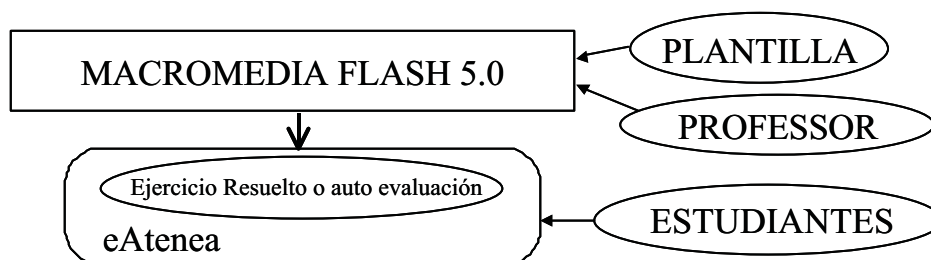 PLANTILLA
MACROMEDIA FLASH 5.0
PROFESSOR
Ejercicio Resuelto o auto evaluación
ESTUDIANTES
eAtenea